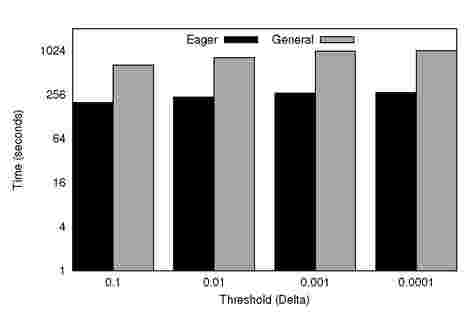 Eager General
1024
256
64
16
4
1
Time (seconds)
0.1 0.01 0.001 0.0001
Threshold (Delta)